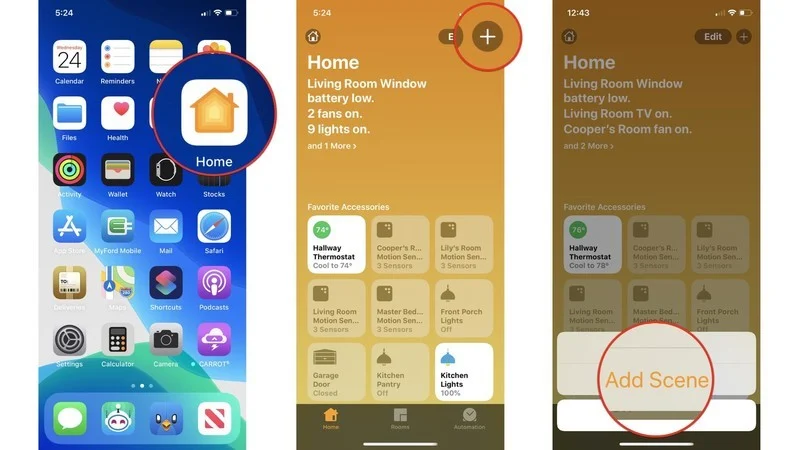 5:24
Wednesday
24
Calendar
Reminders
Files
Health
Home
Activity
Wallet
Watch
Stocks
App Store
MyFord Mobile
Mail
Safari
Deliveries
Maps
Shortcuts
Podcasts
Settings
Calculator
Camera
CARROT⁵
5:24
Home
Living Room Window
battery low.
2 fans on.
9 lights on.
and 1 More >
Favorite Accessories
74°
Hallway
Thermostat
Cool to 74°
Cooper's R...
Motion Sen...
3 Sensors
Lily's Room
Motion Sen...
3 Sensors
Living Room
Motion Sen...
3 Sensors
Master Bed...
Motion Sen...
3 Sensors
Front Porch
Lights
Off
Garage
Door
Closed
Kitchen
Pantry
Off
Kitchen
Lights
100%
Home
Rooms
Automation
12:43
Edit
Home
Living Room Window
battery low.
Living Room TV on.
Cooper's Room fan on.
and 2 More >
Favorite Accessories
76°
Hallway
Thermostat
Cool to 78°
Cooper's R...
Motion Sen...
3 Sensors
Lily's Room
Motion Sen...
3 Sensors
Living Room
Motion Sen...
Master Bed...
Motion Sen...
Front Porch
Lights
Add Scene